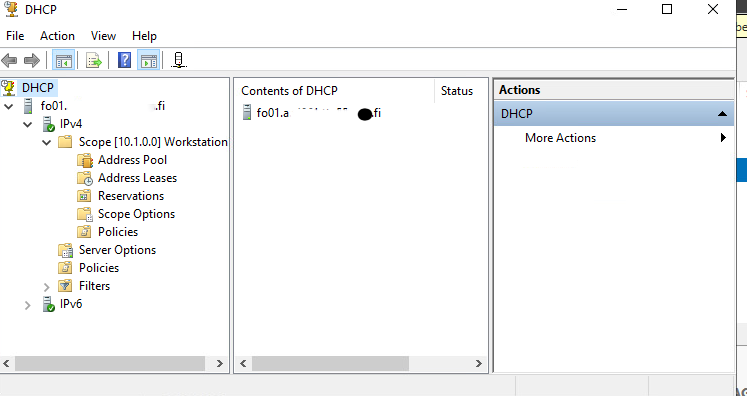 DHCP
File Action View Help
DHCP
fo01. .fi
IPv4
Scope [10.1.0.0] Workstation
Address Pool
Address Leases
Reservations
Scope Options
Policies
Server Options
Policies
Filters
IPv6
Contents of DHCP Status
fo01.a .fi
Actions
DHCP
More Actions